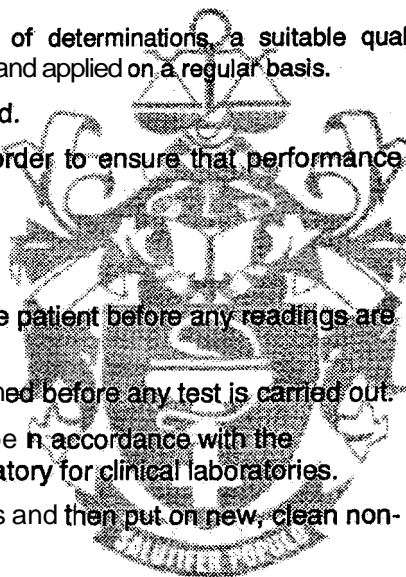 of determinations, a suitable qual
and applied on a regular basis.
d.
order to ensure that performance
e patient before any readings are
ned before any test is carried out.
e n accordance with the
atory for clinical laboratories.
s and then put on new, clean non-
POPULO